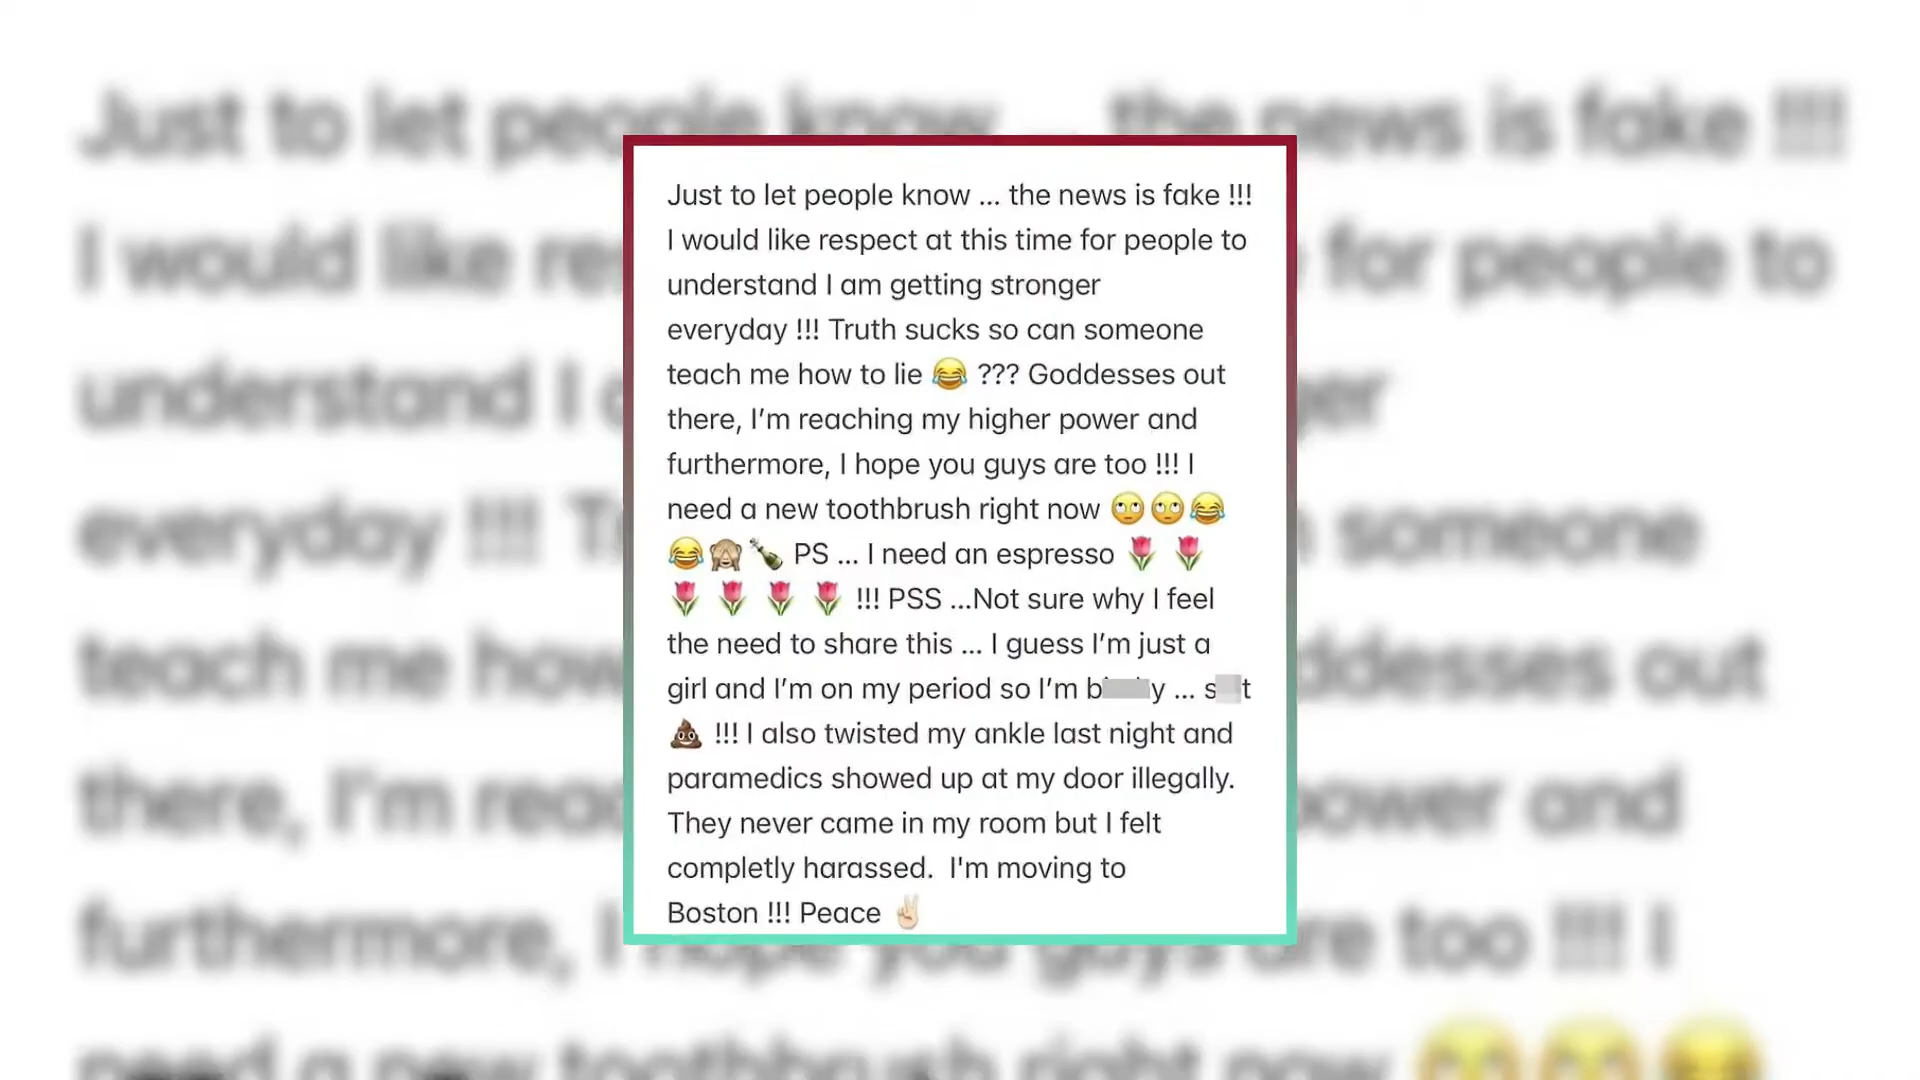 Just to let people know ... the news is fake !!!
I would like respect at this time for people to
understand I am getting stronger
everyday !!! Truth sucks so can someone
teach me how to lie 😂 ??? Goddesses out
there, I’m reaching my higher power and
furthermore, I hope you guys are too !!! I
need a new toothbrush right now 🙄🙄😂
😂🙈🍾 PS ... I need an espresso 🌷 🌷
🌷 🌷 🌷 🌷 !!! PSS ...Not sure why I feel
the need to share this ... I guess I’m just a
girl and I’m on my period so I’m b y ... s t
💩 !!! I also twisted my ankle last night and
paramedics showed up at my door illegally.
They never came in my room but I felt
completly harassed.  I'm moving to
Boston !!! Peace ✌🏻